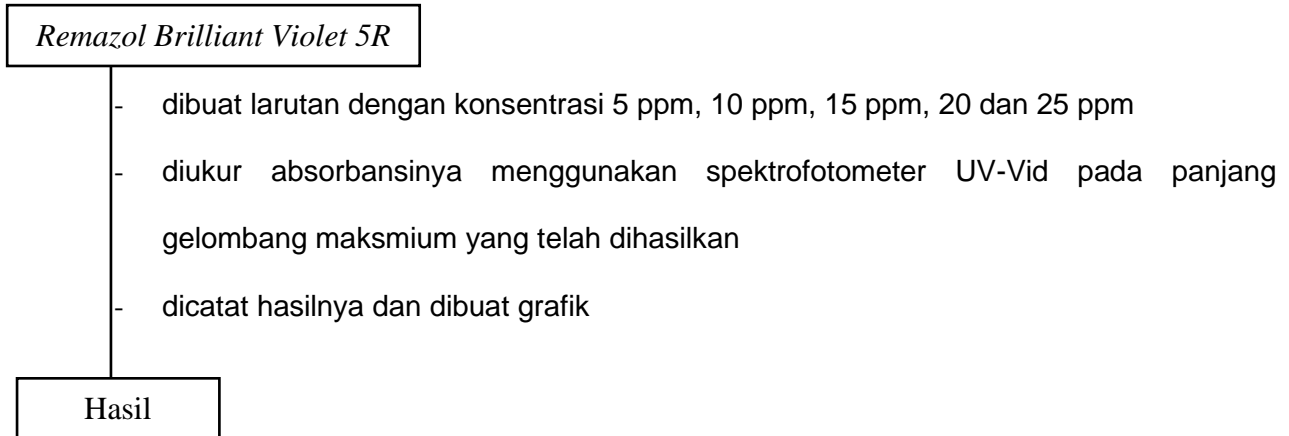 Remazol Brilliant Violet 5R
- dibuat larutan dengan konsentrasi 5 ppm, 10 ppm, 15 ppm, 20 dan 25 ppm
- diukur absorbansinya menggunakan spektrofotometer UV-Vid pada panjang
gelombang maksmium yang telah dihasilkan
- dicatat hasilnya dan dibuat grafik
Hasil